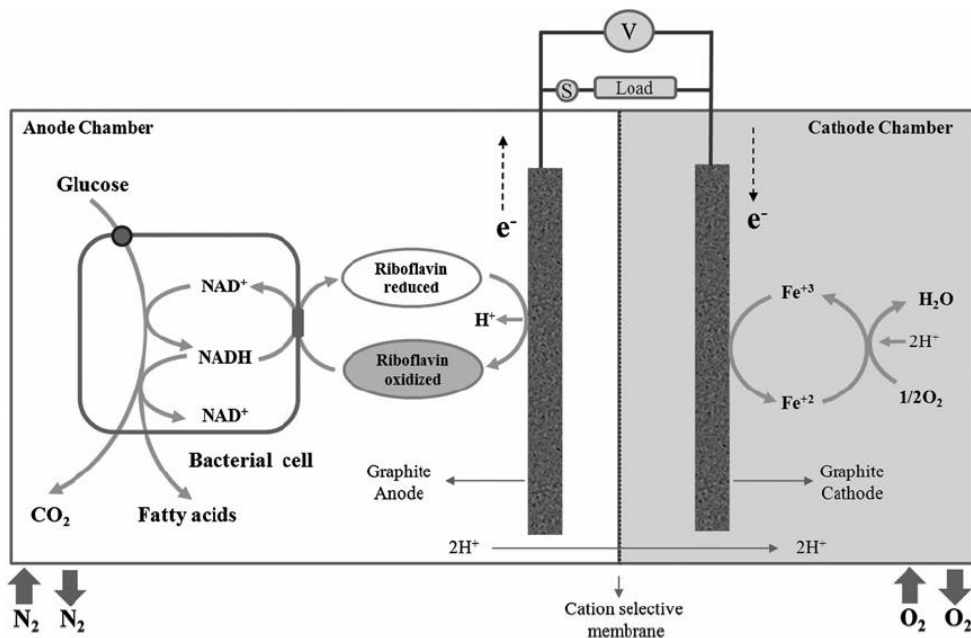 V
S
Load
Anode Chamber
Cathode Chamber
Glucose
e-
e-
NAD+
Riboflavin
reduced
H+
Fe+3
H2O
2H+
NADH
Riboflavin
oxidized
NAD+
Fe+2
1/2O2
Bacterial cell
Graphite
Anode
Graphite
Cathode
CO2
Fatty acids
2H+
2H+
N2
N2
Cation selective
membrane
O2
O2